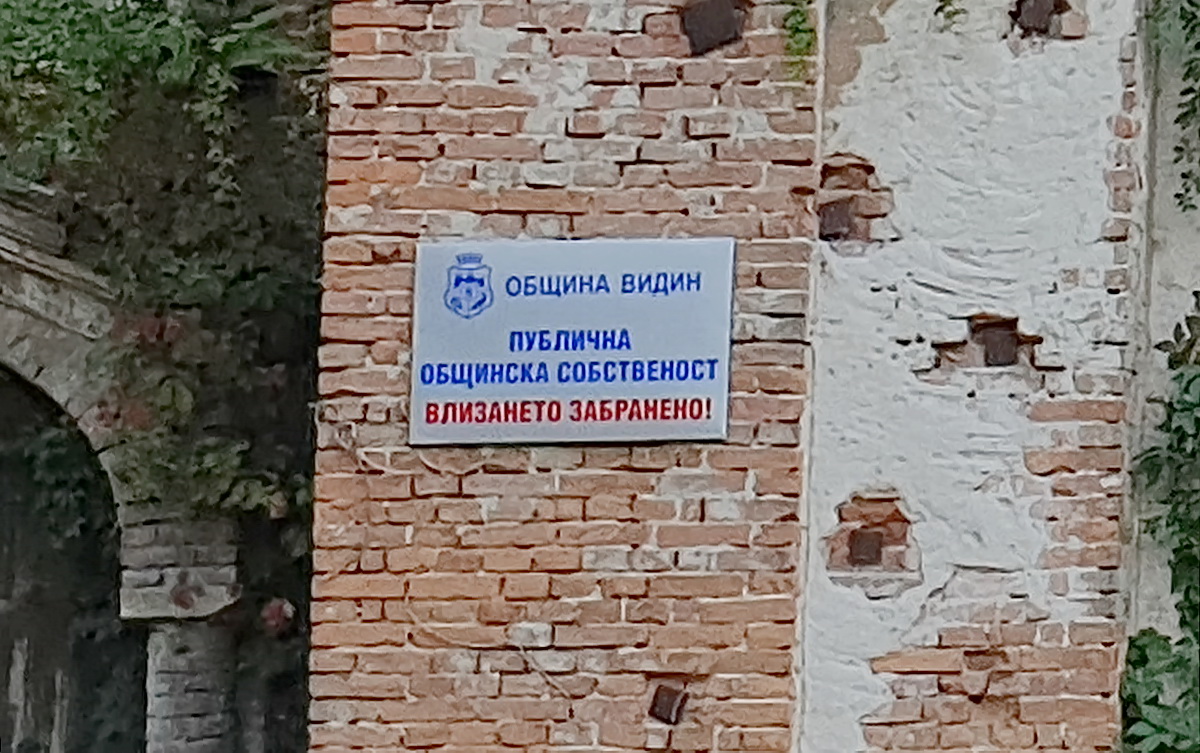 ОБЩИНА ВИДИН
ПУБЛИЧНА
ОБЩИНСКА СОБСТВЕНОСТ
ВЛИЗАНЕТО ЗАБРАНЕНО!